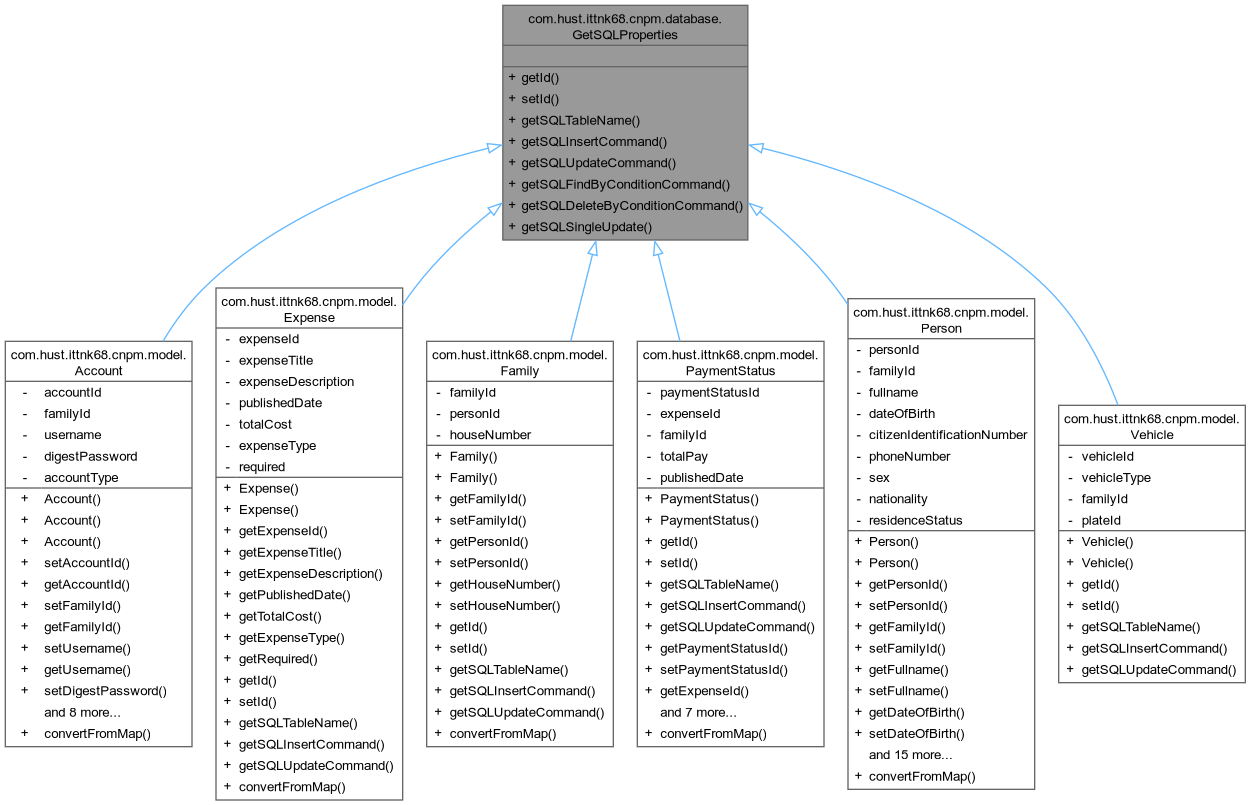 com.hust.ittnk68.cnpm.database.
GetSQLProperties
+ getId()
+ setId()
+ getSQLTableName()
+ getSQLInsertCommand()
+ getSQLUpdateCommand()
+ getSQLFindByConditionCommand()
+ getSQLDeleteByConditionCommand()
+ getSQLSingleUpdate()
com.hust.ittnk68.cnpm.model.
Account
- accountId
- familyId
- username
- digestPassword
- accountType
+ Account()
+ Account()
+ Account()
+ setAccountId()
+ getAccountId()
+ setFamilyId()
+ getFamilyId()
+ setUsername()
+ getUsername()
+ setDigestPassword()
and 8 more...
+ convertFromMap()
com.hust.ittnk68.cnpm.model.
Expense
- expenseId
- expenseTitle
- expenseDescription
- publishedDate
- totalCost
- expenseType
- required
+ Expense()
+ Expense()
+ getExpenseId()
+ getExpenseTitle()
+ getExpenseDescription()
+ getPublishedDate()
+ getTotalCost()
+ getExpenseType()
+ getRequired()
+ getId()
+ setId()
+ getSQLTableName()
+ getSQLInsertCommand()
+ getSQLUpdateCommand()
+ convertFromMap()
com.hust.ittnk68.cnpm.model.
Family
- familyId
- personId
- houseNumber
+ Family()
+ Family()
+ getFamilyId()
+ setFamilyId()
+ getPersonId()
+ setPersonId()
+ getHouseNumber()
+ setHouseNumber()
+ getId()
+ setId()
+ getSQLTableName()
+ getSQLInsertCommand()
+ getSQLUpdateCommand()
+ convertFromMap()
com.hust.ittnk68.cnpm.model.
PaymentStatus
- paymentStatusId
- expenseId
- familyId
- totalPay
- publishedDate
+ PaymentStatus()
+ PaymentStatus()
+ getId()
+ setId()
+ getSQLTableName()
+ getSQLInsertCommand()
+ getSQLUpdateCommand()
+ getPaymentStatusId()
+ setPaymentStatusId()
+ getExpenseId()
and 7 more...
+ convertFromMap()
com.hust.ittnk68.cnpm.model.
Person
- personId
- familyId
- fullname
- dateOfBirth
- citizenIdentificationNumber
- phoneNumber
- sex
- nationality
- residenceStatus
+ Person()
+ Person()
+ getPersonId()
+ setPersonId()
+ getFamilyId()
+ setFamilyId()
+ getFullname()
+ setFullname()
+ getDateOfBirth()
+ setDateOfBirth()
and 15 more...
+ convertFromMap()
com.hust.ittnk68.cnpm.model.
Vehicle
- vehicleId
- vehicleType
- familyId
- plateId
+ Vehicle()
+ Vehicle()
+ getId()
+ setId()
+ getSQLTableName()
+ getSQLInsertCommand()
+ getSQLUpdateCommand()